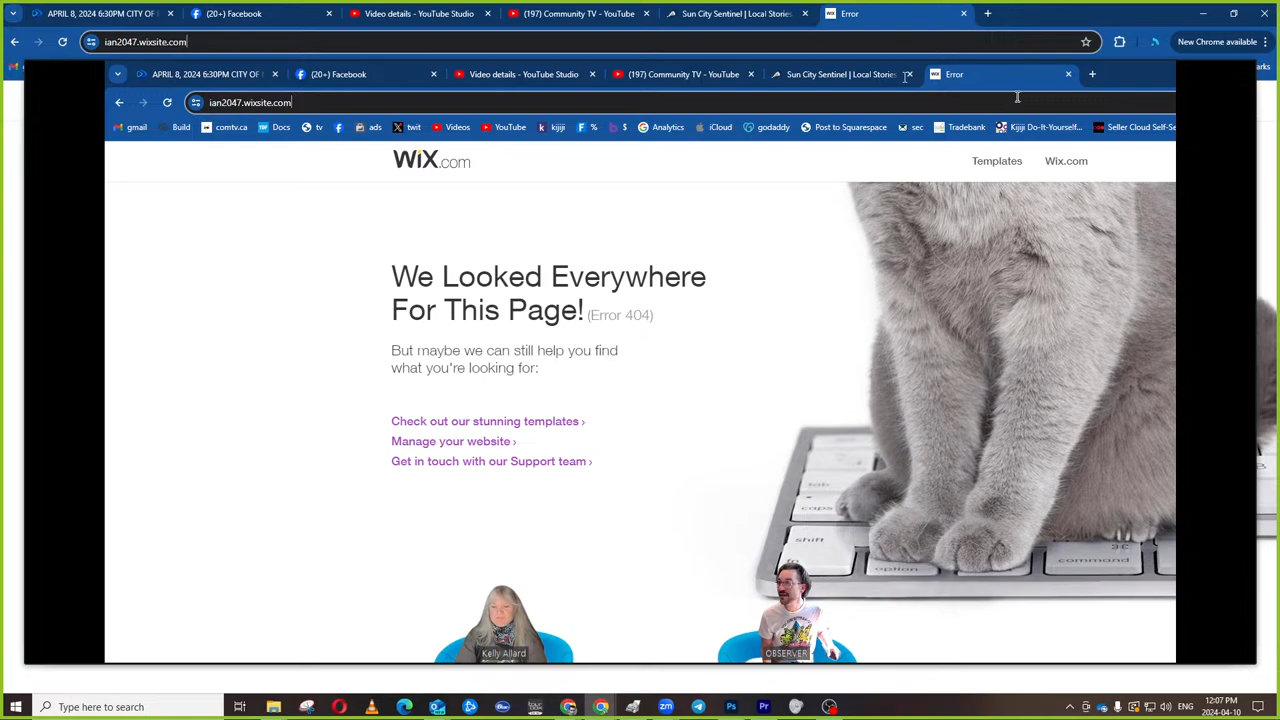 APRIL 8, 2024 6:30PM CITY OF
(20+) Facebook
Video details - YouTube Studio
(197) Community TV - YouTube
Sun City Sentinel | Local Stories
Error
ian2047.wixsite.com
New Chrome available
APRIL 8, 2024 6:30PM CITY OF
(20+) Facebook
Video details - YouTube Studio
(197) Community TV - YouTube
Sun City Sentinel | Local Stories
Error
ian2047.wixsite.com
gmail
Build
comtv.ca
Docs
tv
ads
twit
Videos
YouTube
kijiji
%
$
Analytics
iCloud
godaddy
Post to Squarespace
sec
Tradebank
Kijiji Do-It-Yourself...
Seller Cloud Self-Se
WiX.com
Templates
Wix.com
We Looked Everywhere
For This Page! (Error 404)
But maybe we can still help you find
what you're looking for:
Check out our stunning templates ›
Manage your website ›
Get in touch with our Support team ›
tab
caps
shift
option
command
Kelly Allard
OBSERVER
Type here to search
ENG
12:07 PM
2024-04-10